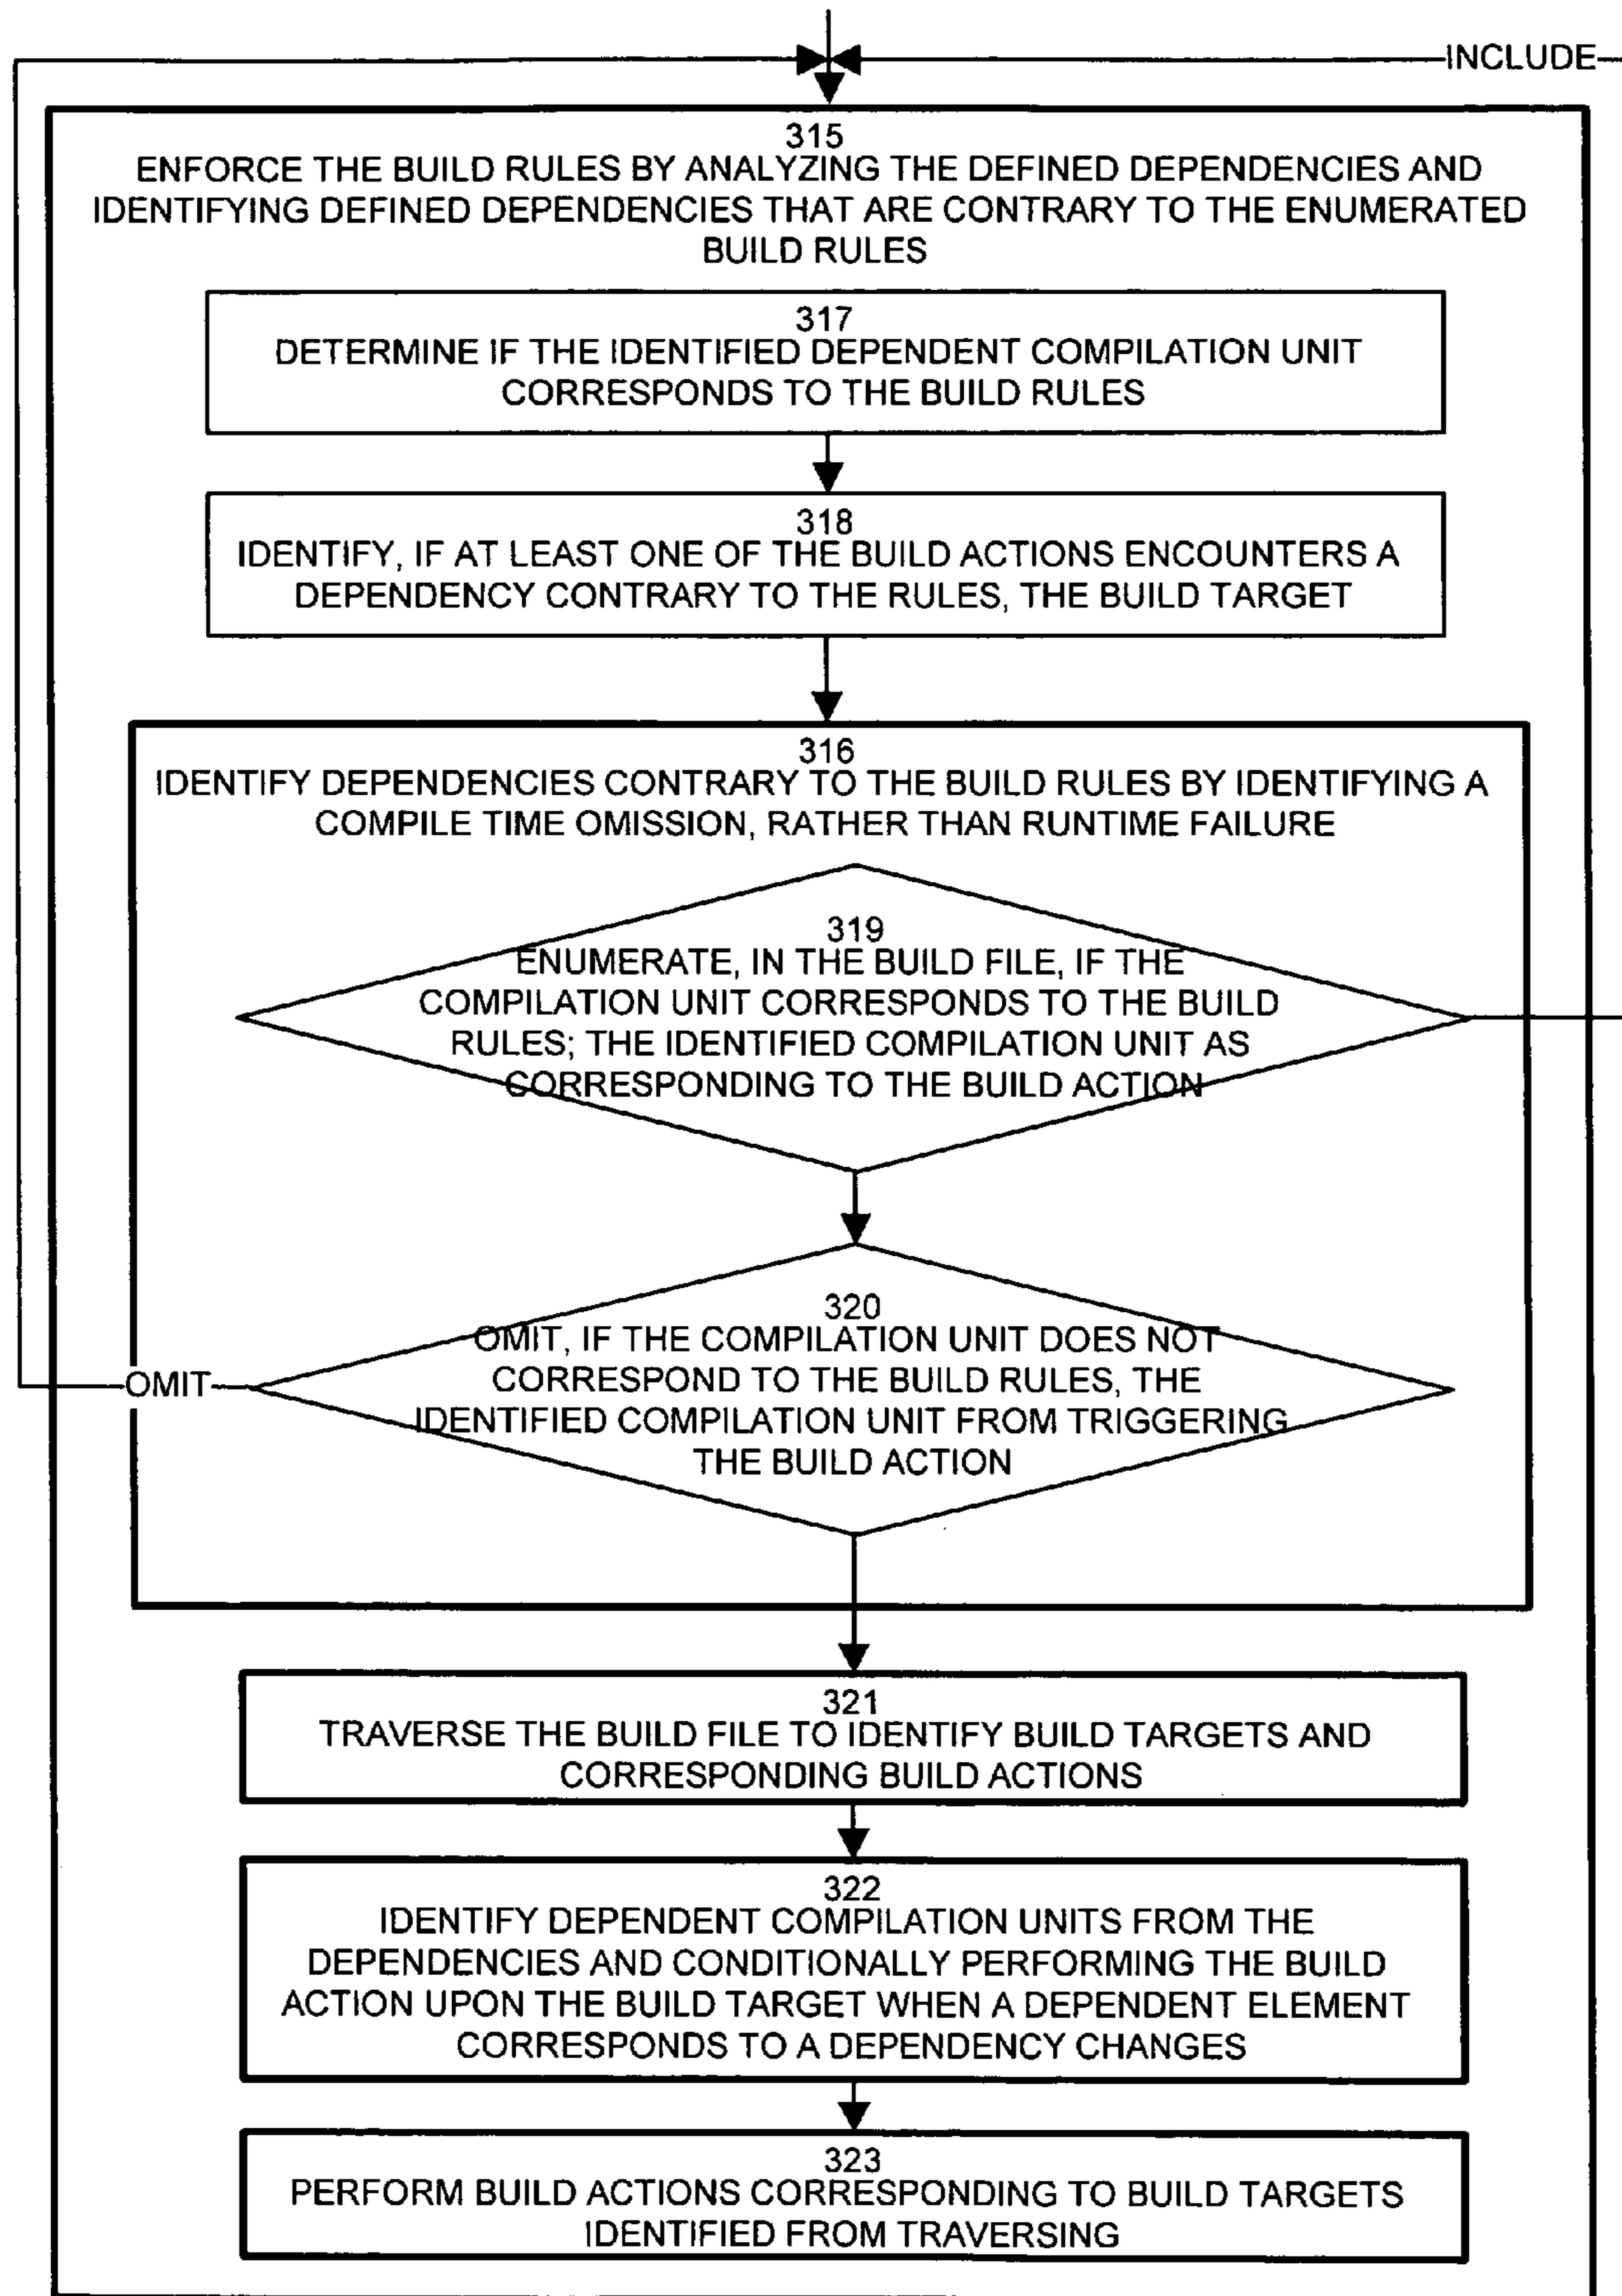 INCLUDE
315
ENFORCE THE BUILD RULES BY ANALYZING THE DEFINED DEPENDENCIES AND
IDENTIFYING DEFINED DEPENDENCIES THAT ARE CONTRARY TO THE ENUMERATED
BUILD RULES
317
DETERMINE IF THE IDENTIFIED DEPENDENT COMPILATION UNIT
CORRESPONDS TO THE BUILD RULES
318
IDENTIFY, IF AT LEAST ONE OF THE BUILD ACTIONS ENCOUNTERS A
DEPENDENCY CONTRARY TO THE RULES, THE BUILD TARGET
316
IDENTIFY DEPENDENCIES CONTRARY TO THE BUILD RULES BY IDENTIFYING A
COMPILE TIME OMISSION, RATHER THAN RUNTIME FAILURE
319
ENUMERATE, IN THE BUILD FILE, IF THE
COMPILATION UNIT CORRESPONDS TO THE BUILD
RULES; THE IDENTIFIED COMPILATION UNIT AS
CORRESPONDING TO THE BUILD ACTION
320
OMIT, IF THE COMPILATION UNIT DOES NOT
CORRESPOND TO THE BUILD RULES, THE
IDENTIFIED COMPILATION UNIT FROM TRIGGERING
THE BUILD ACTION
OMIT
321
TRAVERSE THE BUILD FILE TO IDENTIFY BUILD TARGETS AND
CORRESPONDING BUILD ACTIONS
322
IDENTIFY DEPENDENT COMPILATION UNITS FROM THE
DEPENDENCIES AND CONDITIONALLY PERFORMING THE BUILD
ACTION UPON THE BUILD TARGET WHEN A DEPENDENT ELEMENT
CORRESPONDS TO A DEPENDENCY CHANGES
323
PERFORM BUILD ACTIONS CORRESPONDING TO BUILD TARGETS
IDENTIFIED FROM TRAVERSING